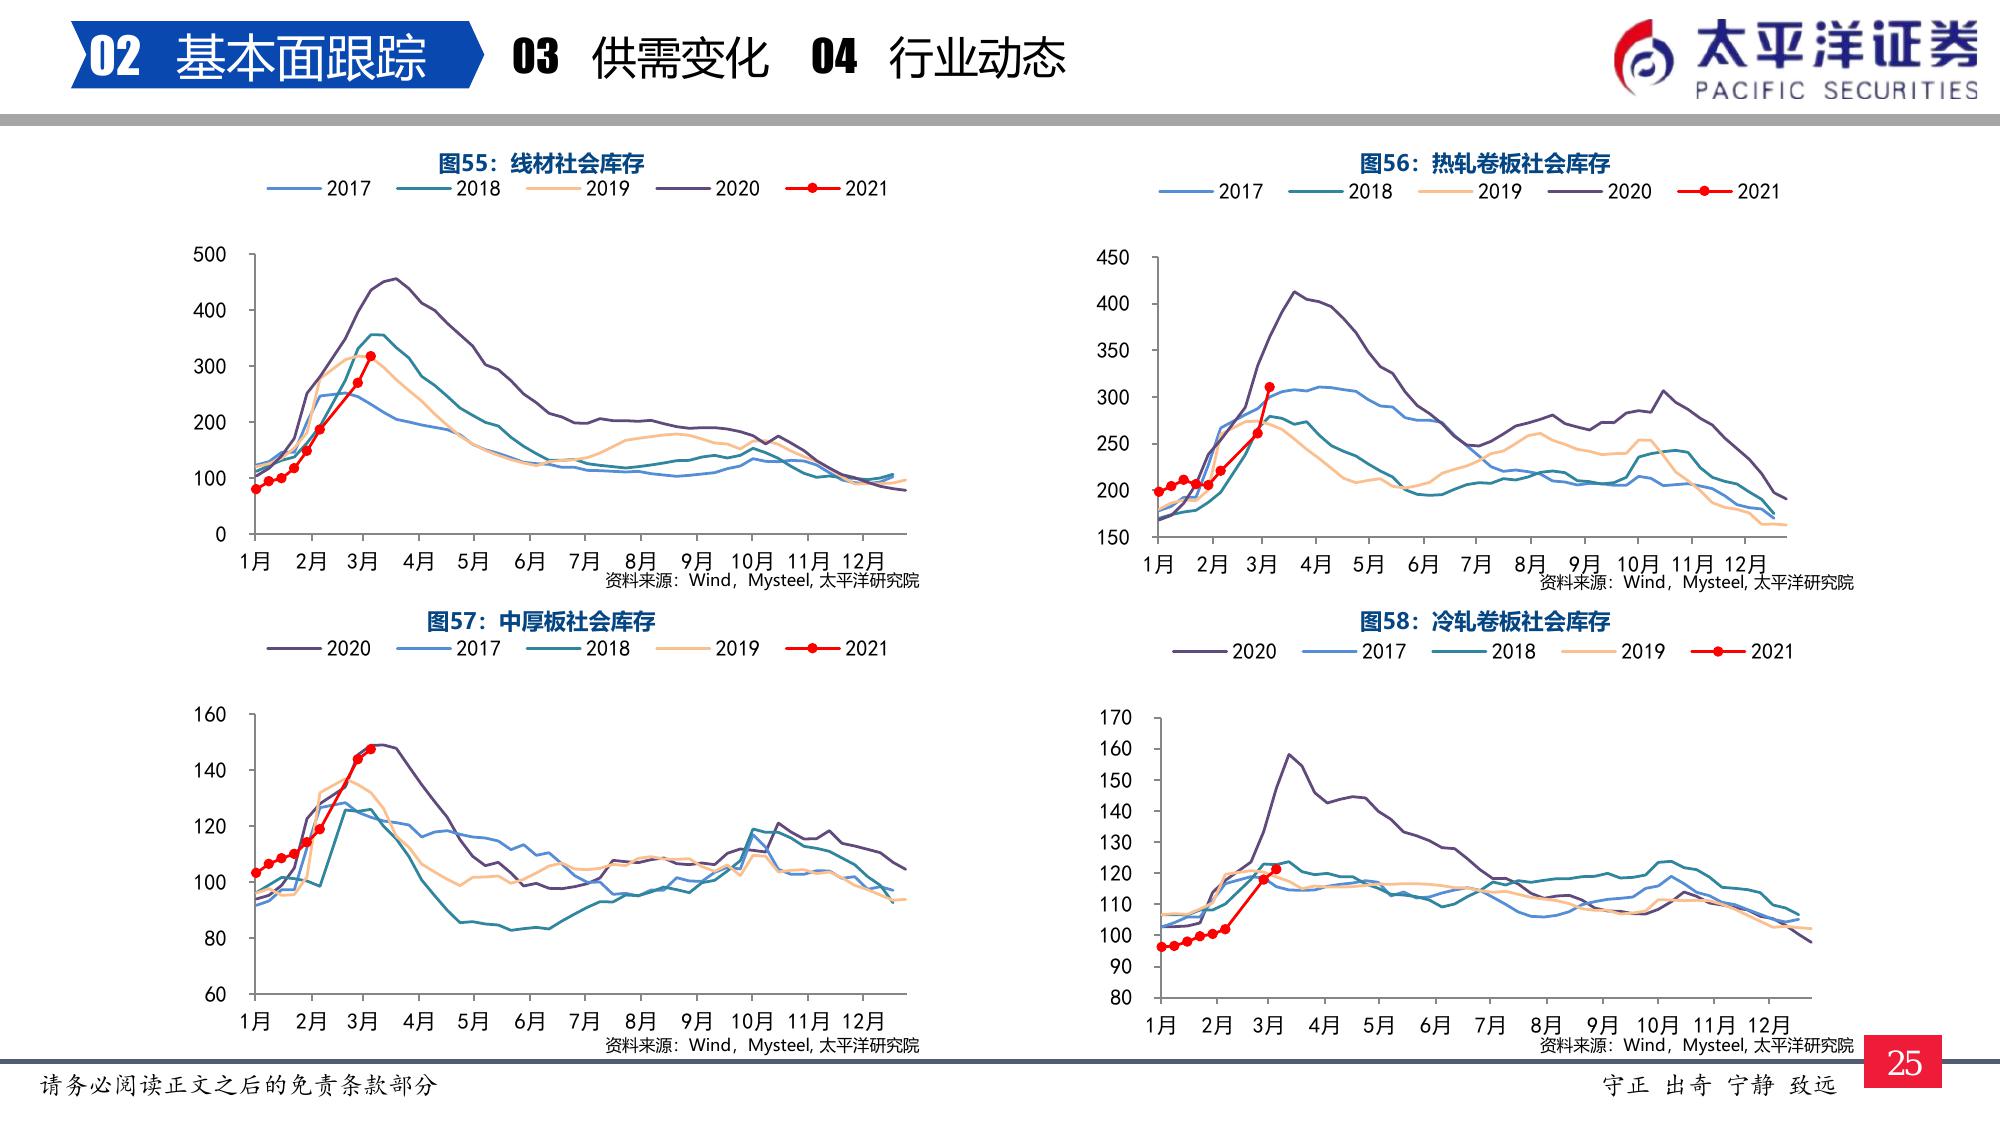 02 基本面跟踪 03 供需变化 04 行业动态
太平洋证券
PACIFIC SECURITIES
图55：线材社会库存
2017 2018 2019 2020 2021
500
400
300
200
100
0
1月 2月 3月 4月 5月 6月 7月 8月 9月 10月 11月 12月
资料来源：Wind，Mysteel, 太平洋研究院
图56：热轧卷板社会库存
2017 2018 2019 2020 2021
450
400
350
300
250
200
150
1月 2月 3月 4月 5月 6月 7月 8月 9月 10月 11月 12月
资料来源：Wind，Mysteel, 太平洋研究院
图57：中厚板社会库存
2020 2017 2018 2019 2021
160
140
120
100
80
60
1月 2月 3月 4月 5月 6月 7月 8月 9月 10月 11月 12月
资料来源：Wind，Mysteel, 太平洋研究院
图58：冷轧卷板社会库存
2020 2017 2018 2019 2021
170
160
150
140
130
120
110
100
90
80
1月 2月 3月 4月 5月 6月 7月 8月 9月 10月 11月 12月
资料来源：Wind，Mysteel, 太平洋研究院
请务必阅读正文之后的免责条款部分
守正 出奇 宁静 致远
25